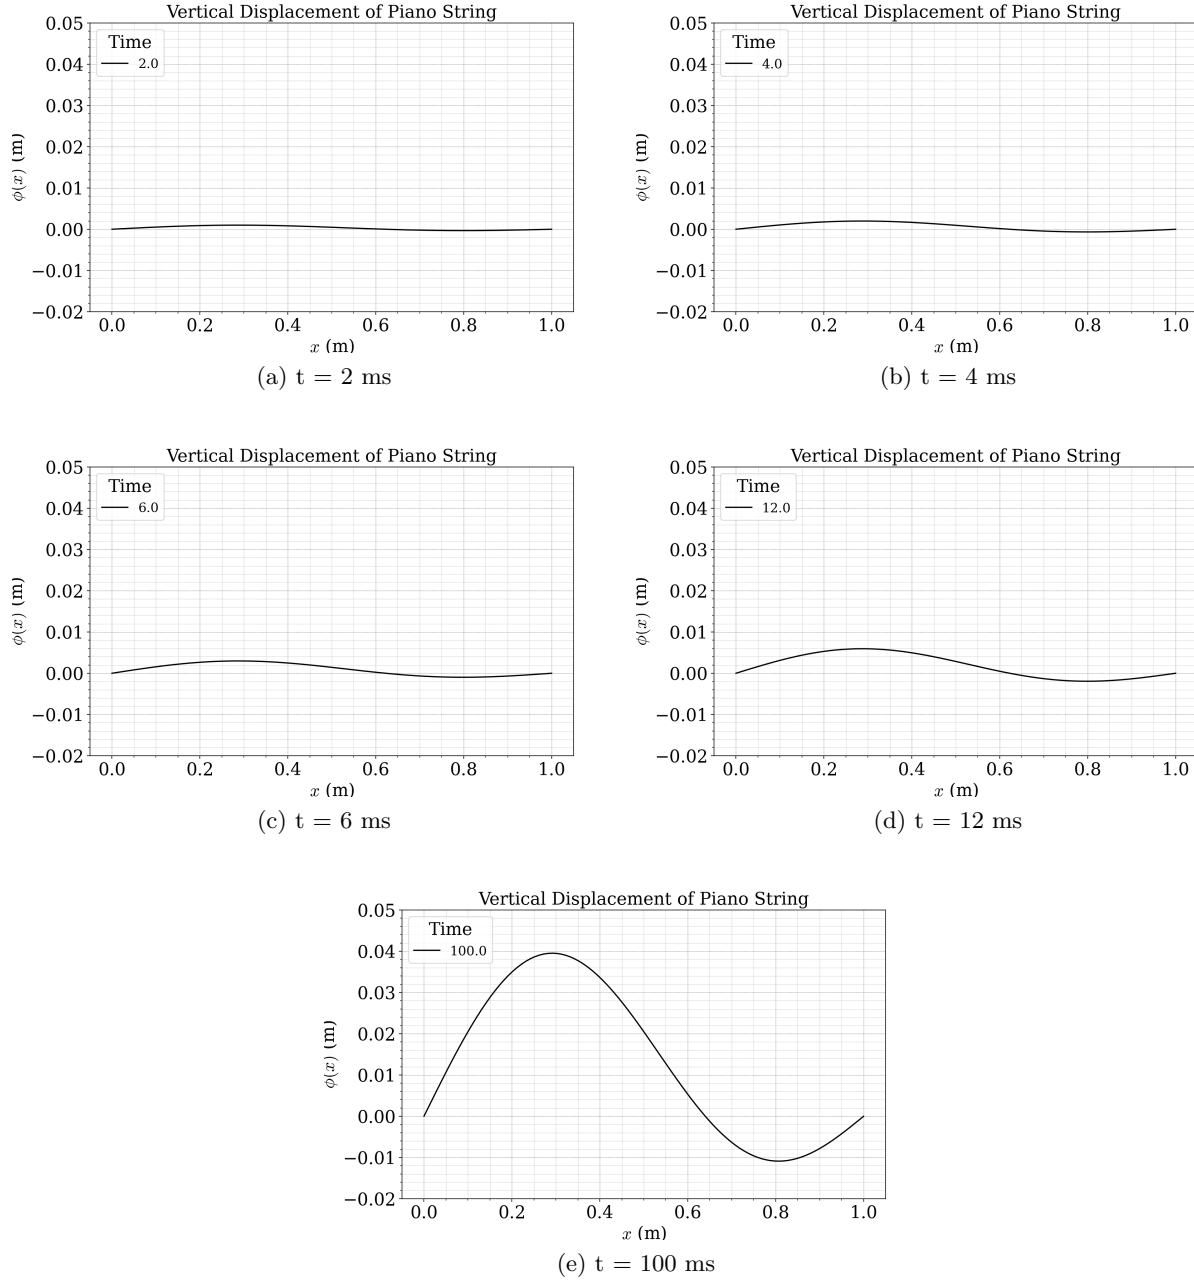 Vertical Displacement of Piano String
Time
2.0
0.05
0.04
0.03
0.02
0.01
0.00
−0.01
−0.02
ϕ(x) (m)
0.0 0.2 0.4 0.6 0.8 1.0
x (m)
(a) t = 2 ms
Vertical Displacement of Piano String
Time
4.0
0.05
0.04
0.03
0.02
0.01
0.00
−0.01
−0.02
ϕ(x) (m)
0.0 0.2 0.4 0.6 0.8 1.0
x (m)
(b) t = 4 ms
Vertical Displacement of Piano String
Time
6.0
0.05
0.04
0.03
0.02
0.01
0.00
−0.01
−0.02
ϕ(x) (m)
0.0 0.2 0.4 0.6 0.8 1.0
x (m)
(c) t = 6 ms
Vertical Displacement of Piano String
Time
12.0
0.05
0.04
0.03
0.02
0.01
0.00
−0.01
−0.02
ϕ(x) (m)
0.0 0.2 0.4 0.6 0.8 1.0
x (m)
(d) t = 12 ms
Vertical Displacement of Piano String
Time
100.0
0.05
0.04
0.03
0.02
0.01
0.00
−0.01
−0.02
ϕ(x) (m)
0.0 0.2 0.4 0.6 0.8 1.0
x (m)
(e) t = 100 ms